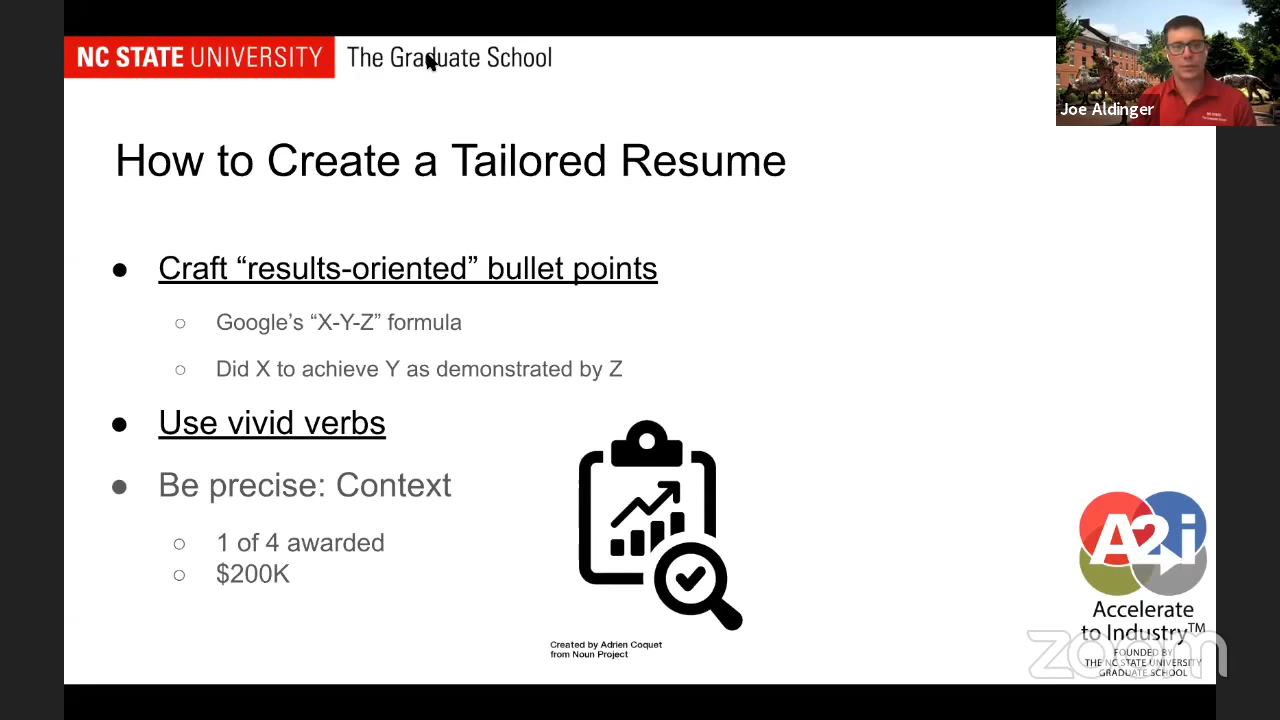 NC STATE UNIVERSITY The Graduate School
Joe Aldinger
How to Create a Tailored Resume
● Craft “results-oriented” bullet points
○ Google’s “X-Y-Z” formula
○ Did X to achieve Y as demonstrated by Z
● Use vivid verbs
● Be precise: Context
○ 1 of 4 awarded
○ $200K
Created by Adrien Coquet
from Noun Project
A2i
Accelerate
to Industry™
FOUNDED BY
THE NC STATE UNIVERSITY
GRADUATE SCHOOL
zoom